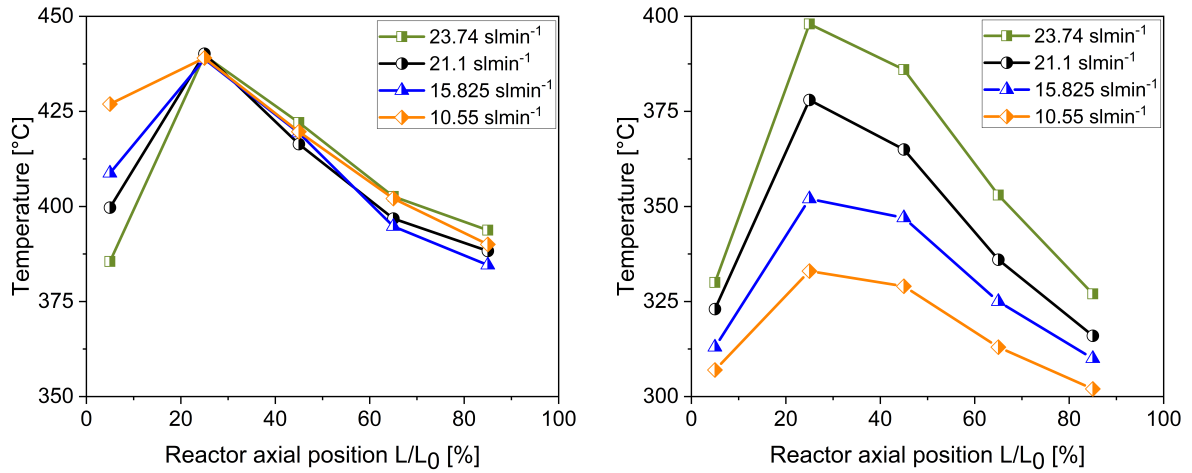 450
425
400
375
350
0 20 40 60 80 100
Temperature [°C]
Reactor axial position L/L0 [%]
23.74 slmin-1
21.1 slmin-1
15.825 slmin-1
10.55 slmin-1
400
375
350
325
300
0 20 40 60 80 100
Temperature [°C]
Reactor axial position L/L0 [%]
23.74 slmin-1
21.1 slmin-1
15.825 slmin-1
10.55 slmin-1